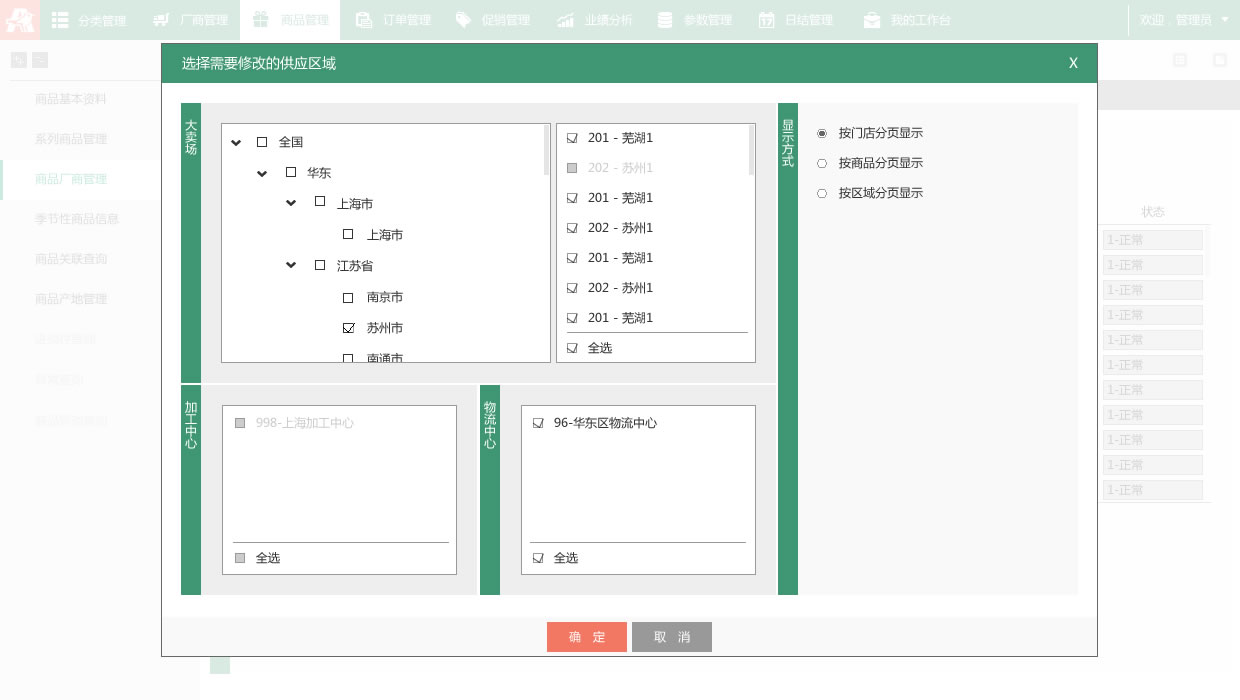 分类管理
厂商管理
商品管理
订单管理
促销管理
业绩分析
参数管理
日结管理
我的工作台
欢迎，管理员
选择需要修改的供应区域
X
商品基本资料
系列商品管理
商品厂商管理
季节性商品信息
商品关联查询
商品产地管理
大卖场
全国
华东
上海市
上海市
江苏省
南京市
苏州市
南通市
201 - 芜湖1
202 - 苏州1
201 - 芜湖1
202 - 苏州1
201 - 芜湖1
202 - 苏州1
201 - 芜湖1
全选
显示方式
按门店分页显示
按商品分页显示
按区域分页显示
加工中心
998-上海加工中心
全选
物流中心
96-华东区物流中心
全选
状态
1-正常
1-正常
1-正常
1-正常
1-正常
1-正常
1-正常
1-正常
1-正常
1-正常
1-正常
确 定
取 消